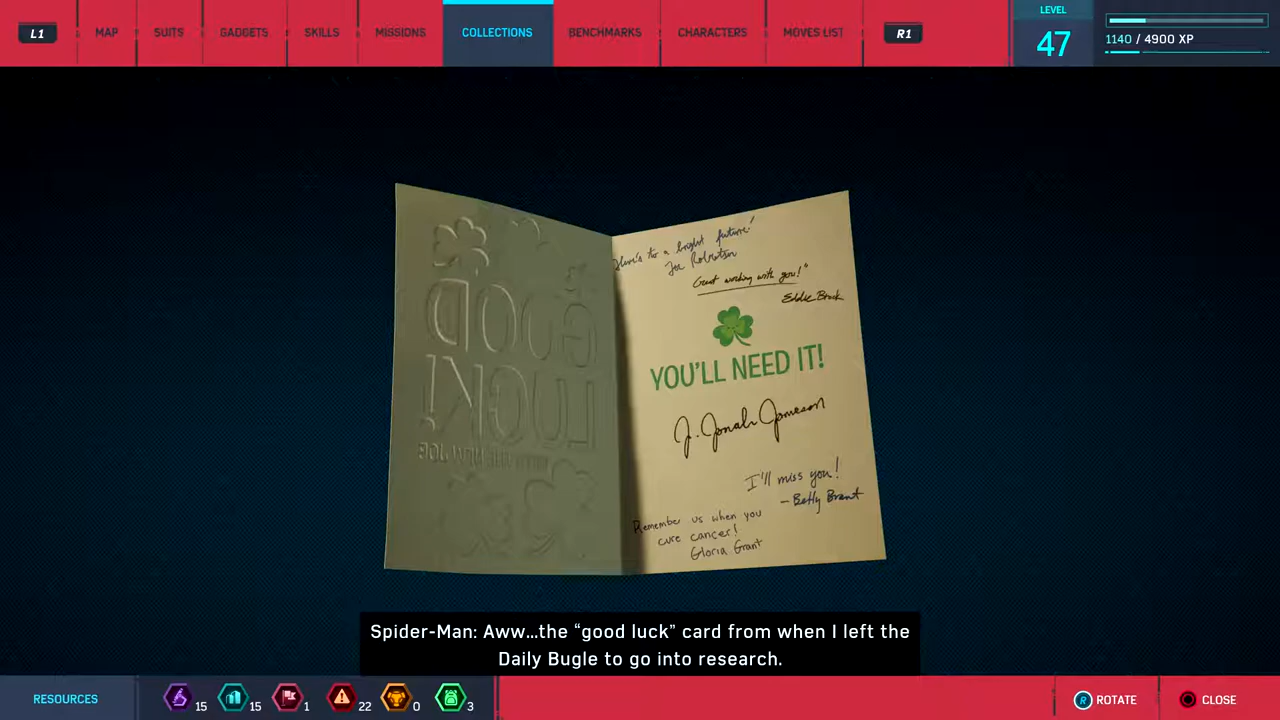 L1 MAP SUITS GADGETS SKILLS MISSIONS COLLECTIONS BENCHMARKS CHARACTERS MOVES LIST R1
LEVEL
47
1140 / 4900 XP
Here's to a bright future!
Joe Robertson
Great working with you!"
Eddie Brock
YOU'LL NEED IT!
J. Jonah Jameson
I'll miss you!
- Betty Brant
Remember us when you
cure cancer!
Gloria Grant
GOOD
LUCK!
NEW JOB
Spider-Man: Aww...the “good luck” card from when I left the
Daily Bugle to go into research.
RESOURCES 15 15 1 22 0 3 R ROTATE CLOSE